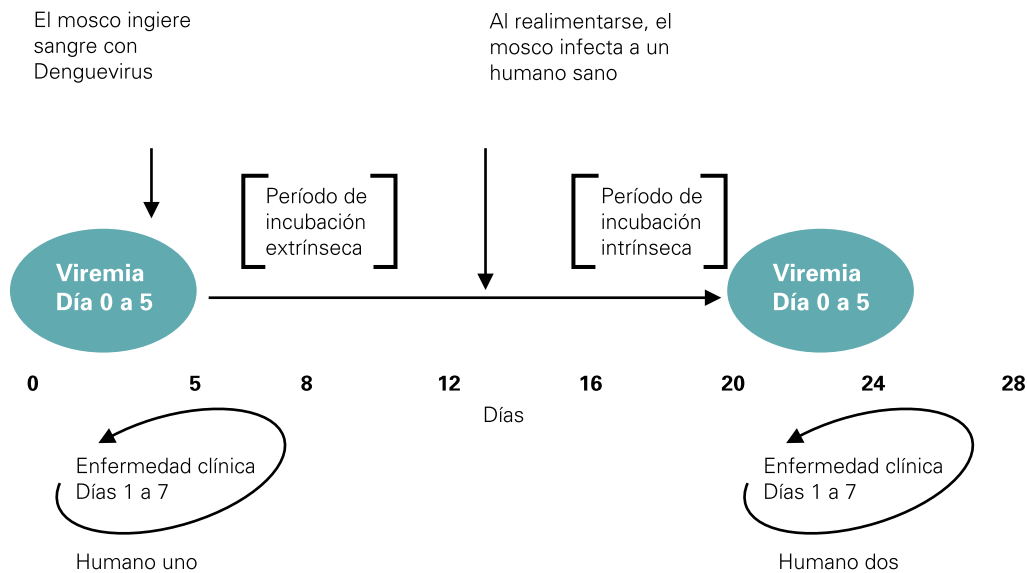 El mosco ingiere
sangre con
Denguevirus
Al realimentarse, el
mosco infecta a un
humano sano
Período de
incubación
extrínseca
Período de
incubación
intrínseca
Viremia
Día 0 a 5
Viremia
Día 0 a 5
0 5 8 12 16 20 24 28
Días
Enfermedad clínica
Días 1 a 7
Enfermedad clínica
Días 1 a 7
Humano uno
Humano dos